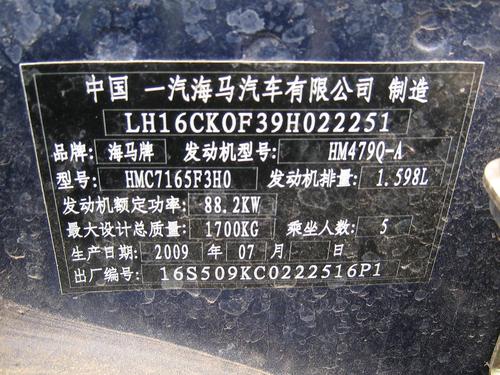 中国 一汽海马汽车有限公司 制造
LH16CKOF39H022251
品牌: 海马牌 发动机型号: HM479Q-A
型号: HMC7165F3H0 发动机排量: 1.598L
发动机额定功率: 88.2KW
最大设计总质量: 1700KG 乘坐人数: 5
生产日期: 2009 年 07 月 日
出厂编号: 16S509KC0222516P1